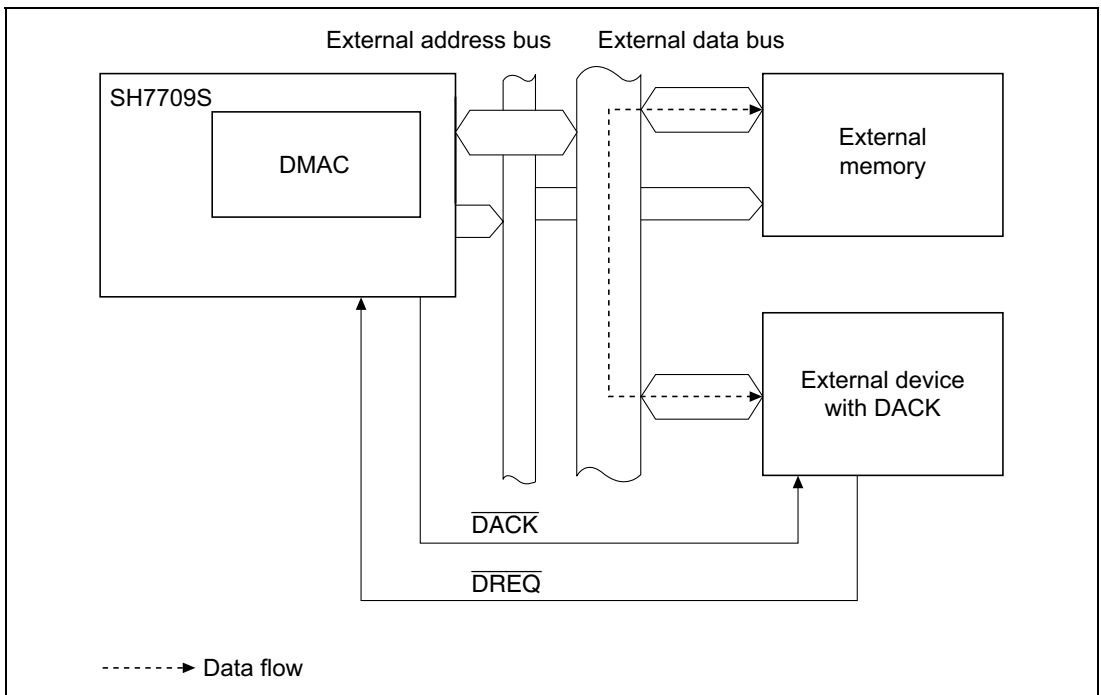 External address bus
External data bus
SH7709S
DMAC
External
memory
External device
with DACK
DACK
DREQ
Data flow